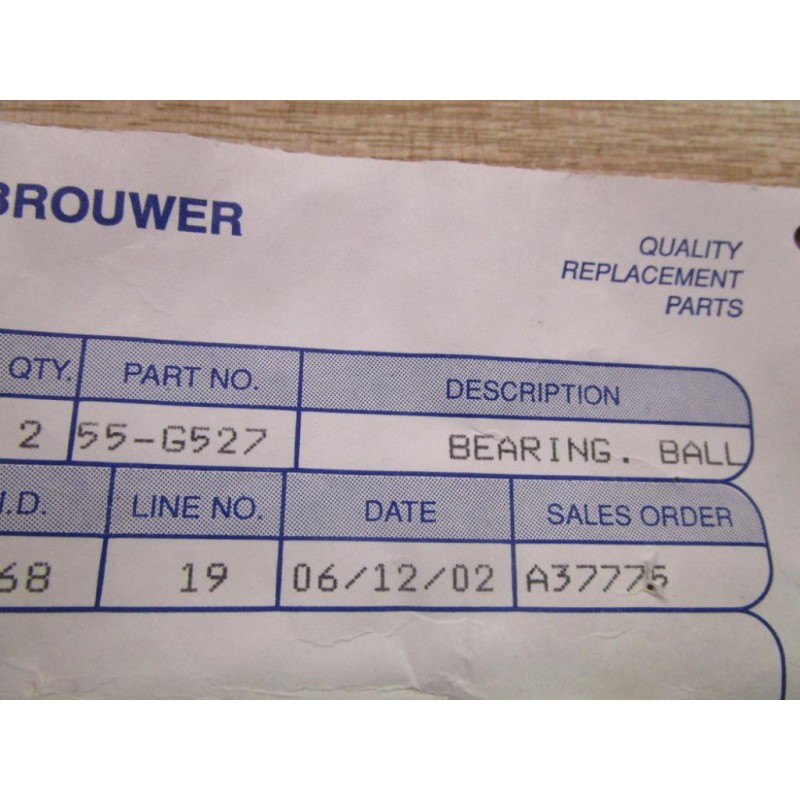 BROUWER
QUALITY
REPLACEMENT
PARTS
QTY. PART NO. DESCRIPTION
2 55-G527 BEARING. BALL
I.D. LINE NO. DATE SALES ORDER
68 19 06/12/02 A37775